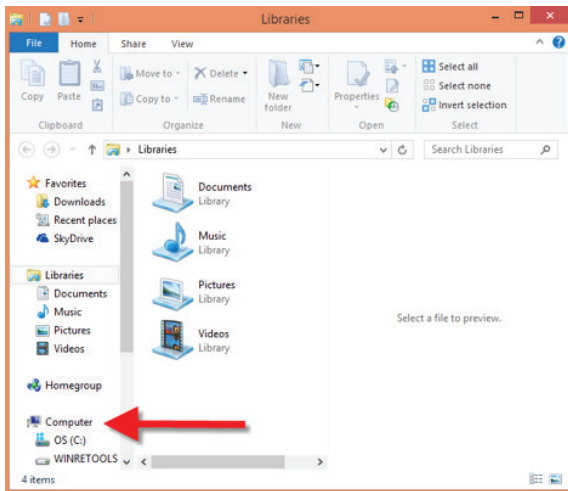 Libraries
File Home Share View
Copy
Paste
Move to
Copy to
Delete
Rename
New folder
Properties
Select all
Select none
Invert selection
Clipboard Organize New Open Select
Libraries
Search Libraries
Favorites
Downloads
Recent places
SkyDrive
Libraries
Documents
Music
Pictures
Videos
Homegroup
Computer
OS (C:)
WINRETOOLS
Documents
Library
Music
Library
Pictures
Library
Videos
Library
Select a file to preview.
4 items